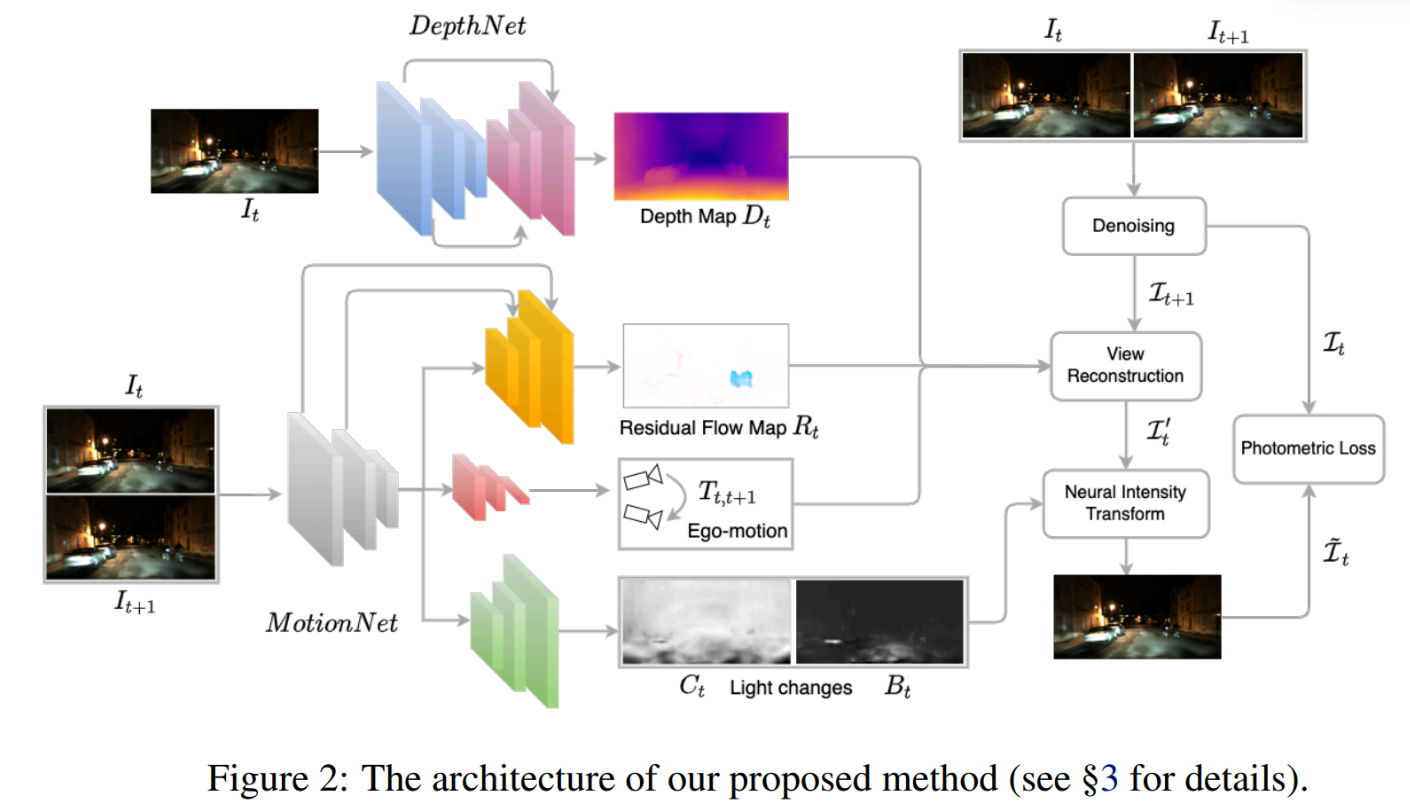 DepthNet
I_t
I_{t+1}
I_t
Depth Map D_t
Denoising
\mathcal{I}_{t+1}
\mathcal{I}_t
View
Reconstruction
\mathcal{I}'_t
Residual Flow Map R_t
I_t
I_{t+1}
MotionNet
T_{t,t+1}
Ego-motion
Neural Intensity
Transform
Photometric Loss
\tilde{\mathcal{I}}_t
C_t Light changes B_t
Figure 2: The architecture of our proposed method (see §3 for details).